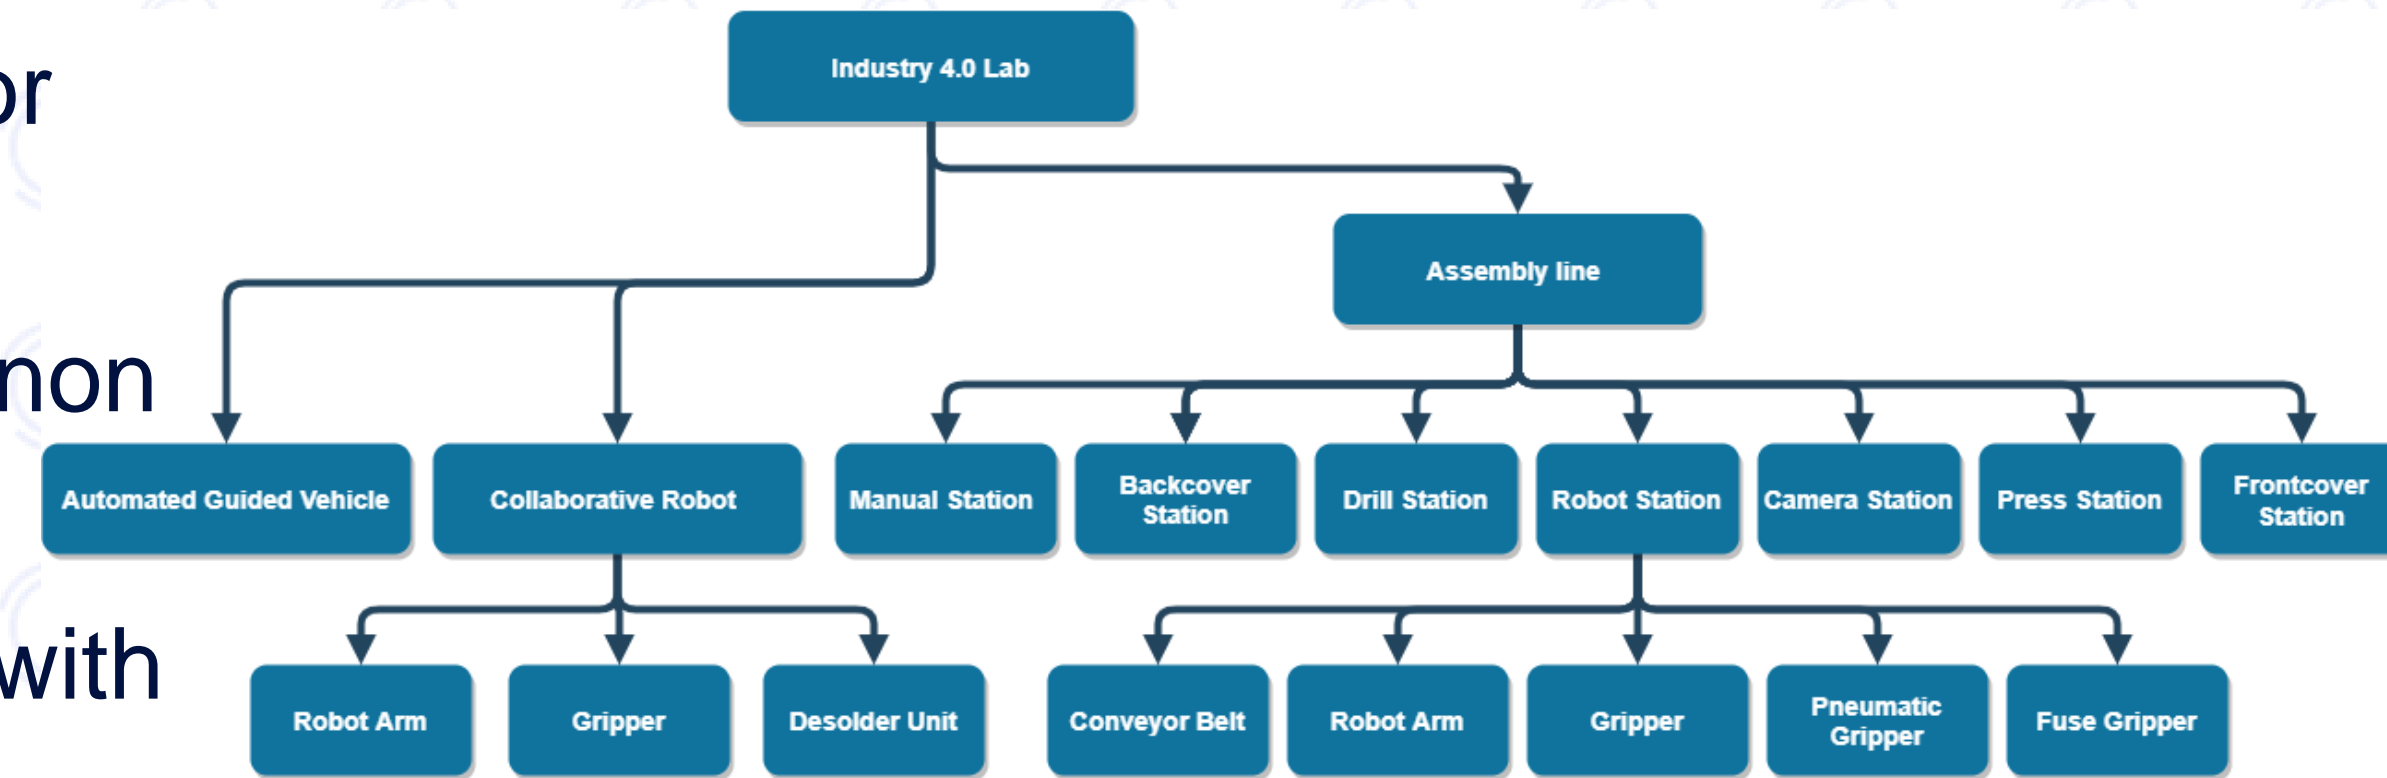 Industry 4.0 Lab
or
Assembly line
non
Automated Guided Vehicle
Collaborative Robot
Manual Station
Backcover
Station
Drill Station
Robot Station
Camera Station
Press Station
Frontcover
Station
with
Robot Arm
Gripper
Desolder Unit
Conveyor Belt
Robot Arm
Gripper
Pneumatic
Gripper
Fuse Gripper